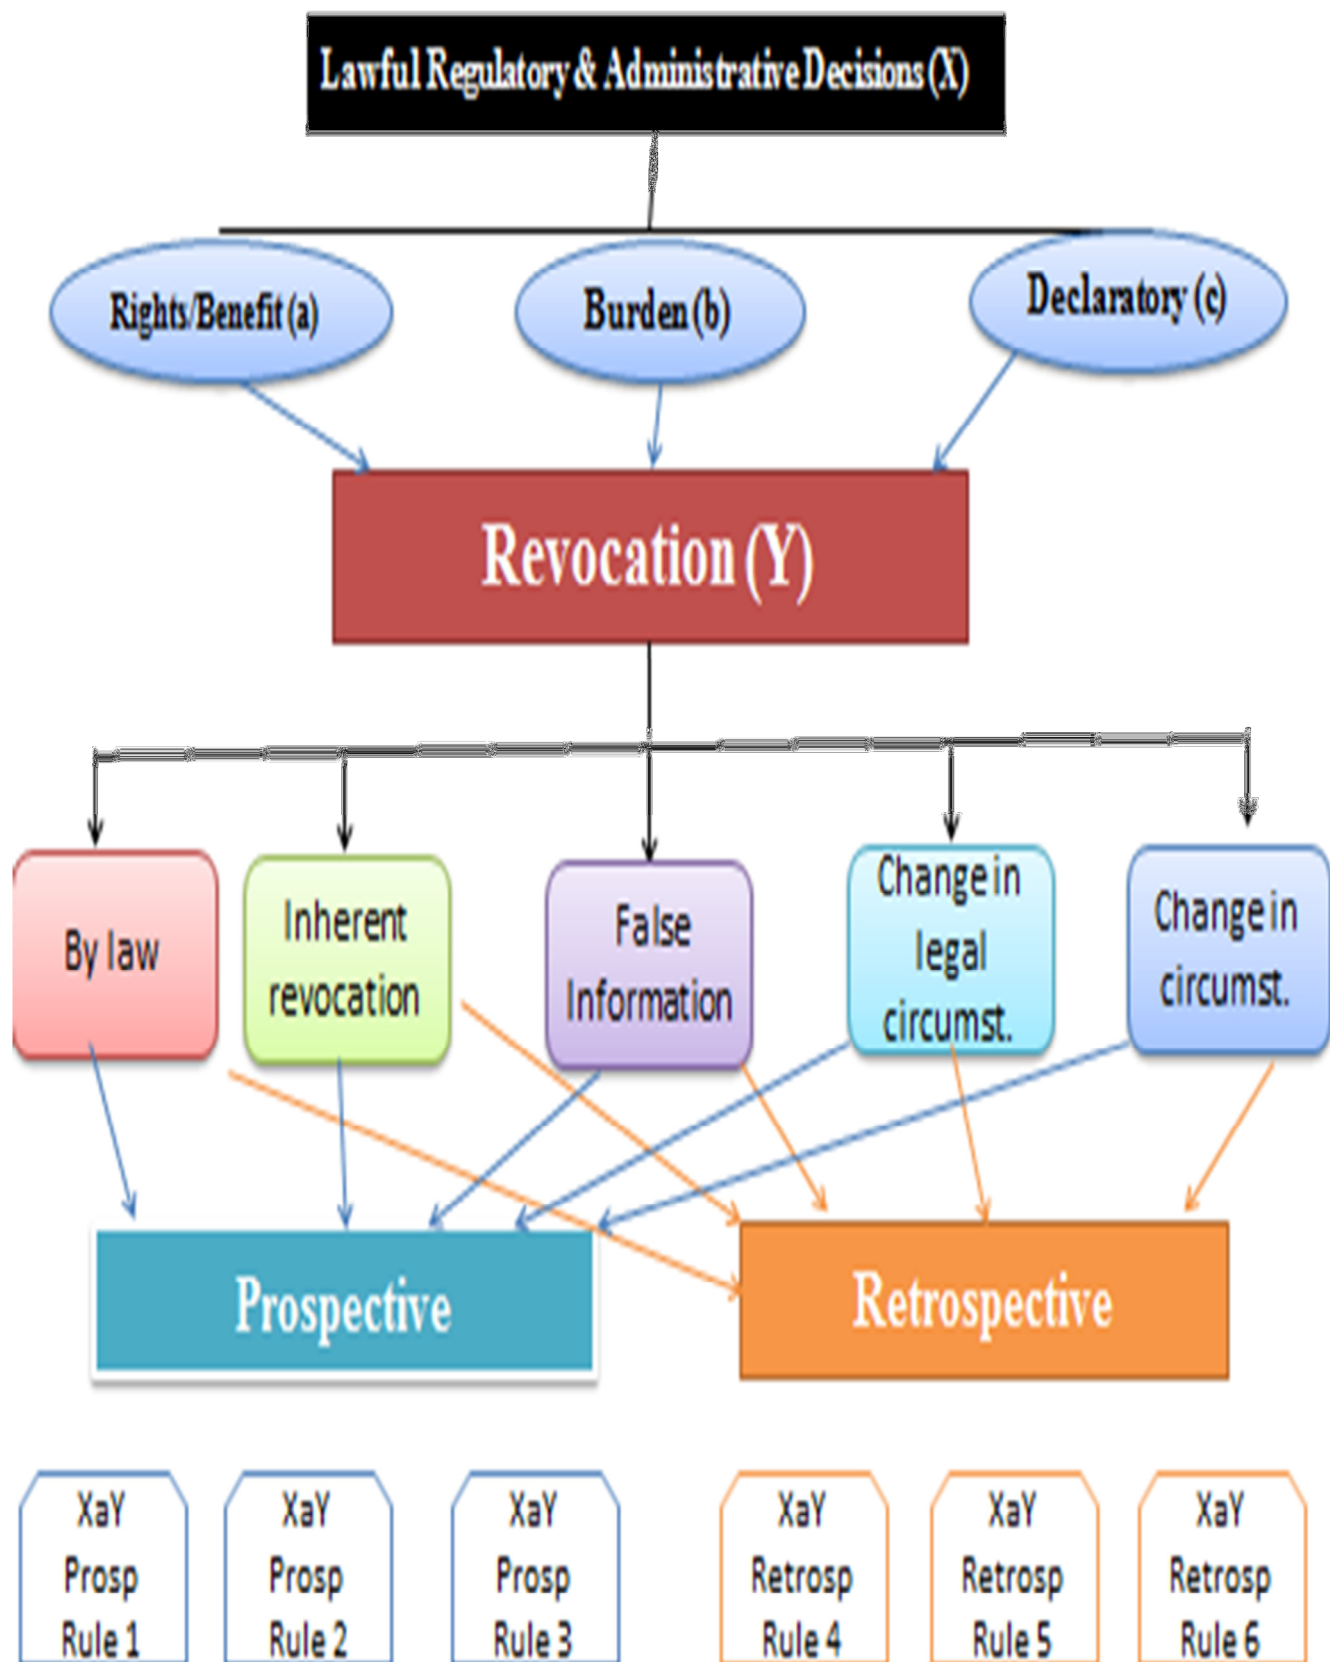 Lawful Regulatory & Administrative Decisions (X)
Rights/Benefit (a)
Burden (b)
Declaratory (c)
Revocation (Y)
By law
Inherent
revocation
False
Information
Change in
legal
circumst.
Change in
circumst.
Prospective
Retrospective
XaY
Prosp
Rule 1
XaY
Prosp
Rule 2
XaY
Prosp
Rule 3
XaY
Retrosp
Rule 4
XaY
Retrosp
Rule 5
XaY
Retrosp
Rule 6